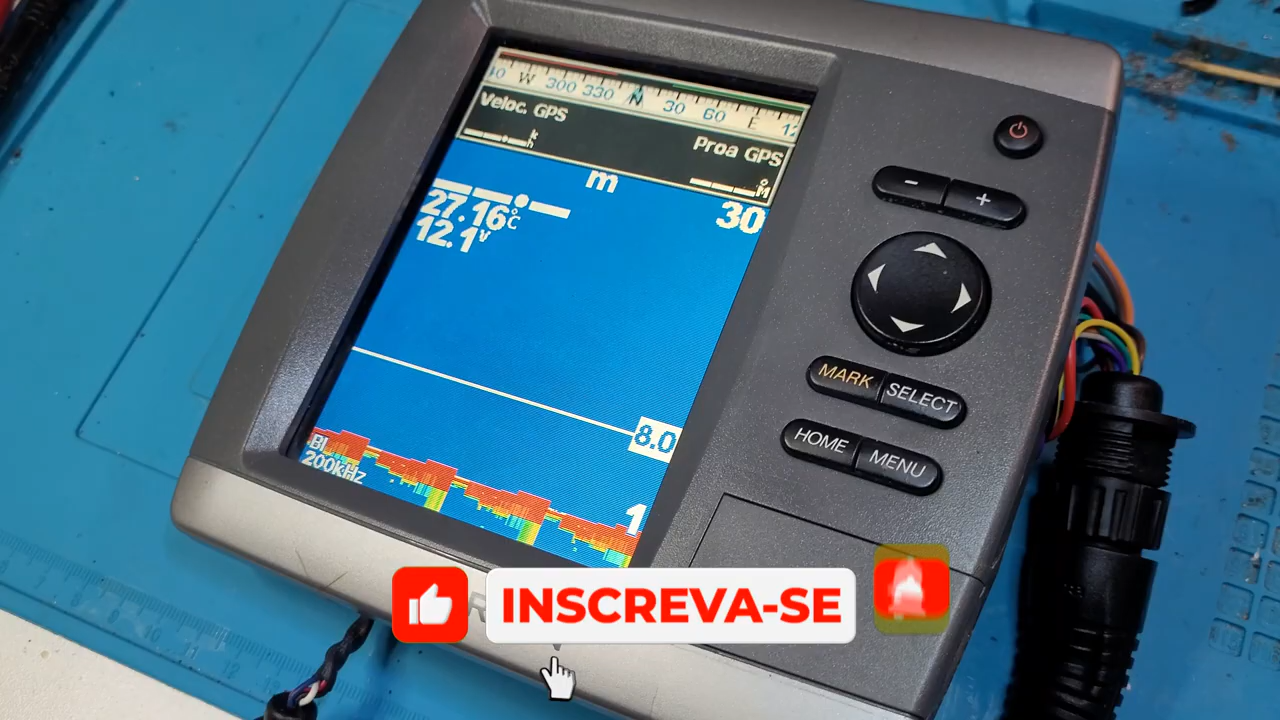 W 300 330 N 30 60 E 12
Veloc. GPS
k
h
Proa GPS
°
M
m
30
27.16°C
12.1V
8.0
200kHz
1
- +
MARK SELECT
HOME MENU
INSCREVA-SE